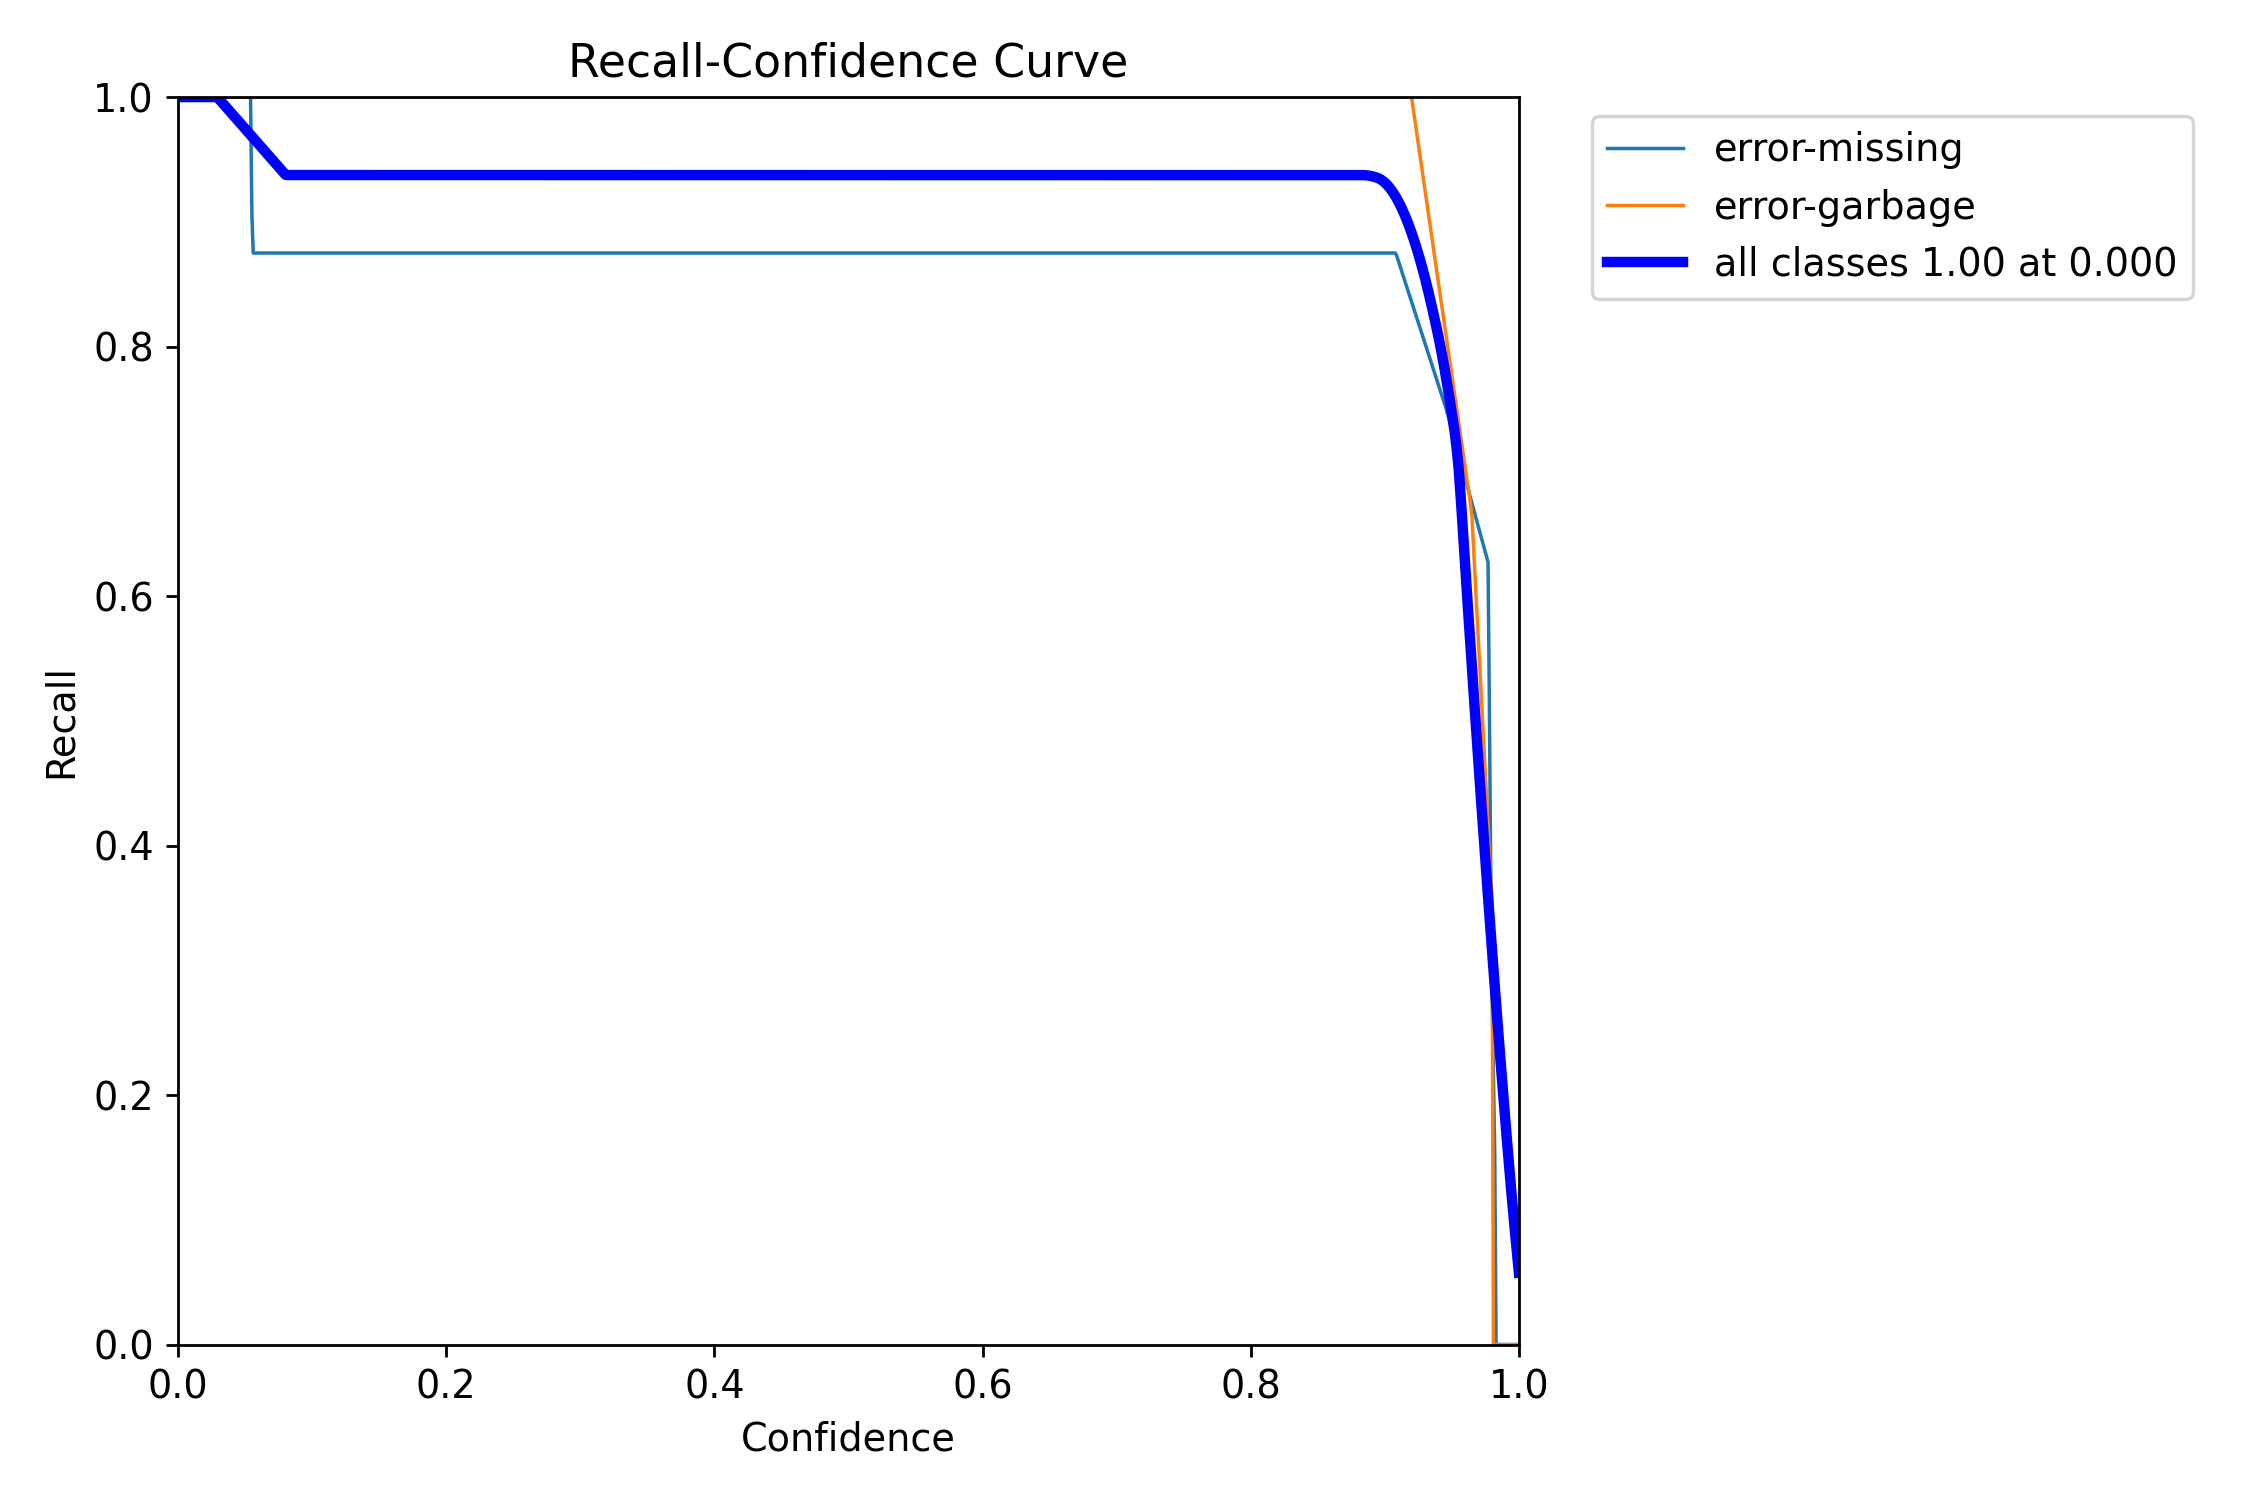 Recall-Confidence Curve
error-missing
error-garbage
all classes 1.00 at 0.000
1.0
0.8
0.6
0.4
0.2
0.0
Recall
0.0 0.2 0.4 0.6 0.8 1.0
Confidence